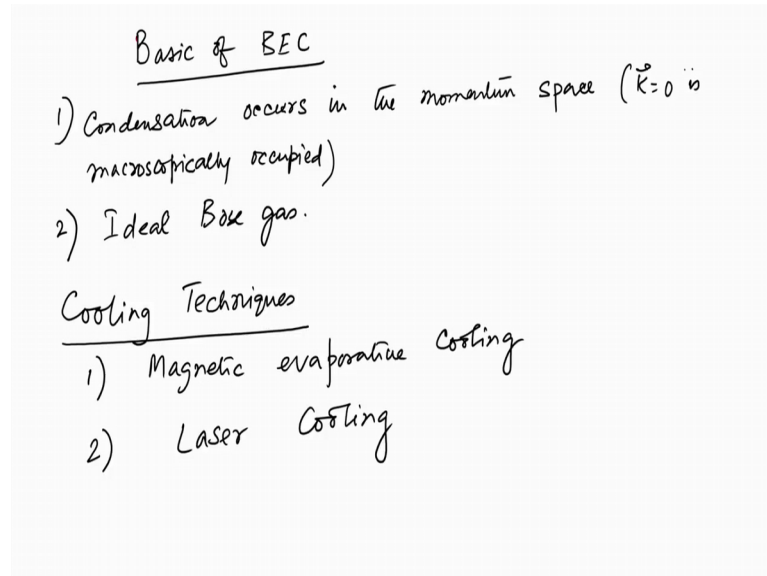 Basic of BEC
1) Condensation occurs in the momentum space (k⃗=0 is
macroscopically occupied)
2) Ideal Bose gas.
Cooling Techniques
1) Magnetic evaporative cooling
2) Laser Cooling